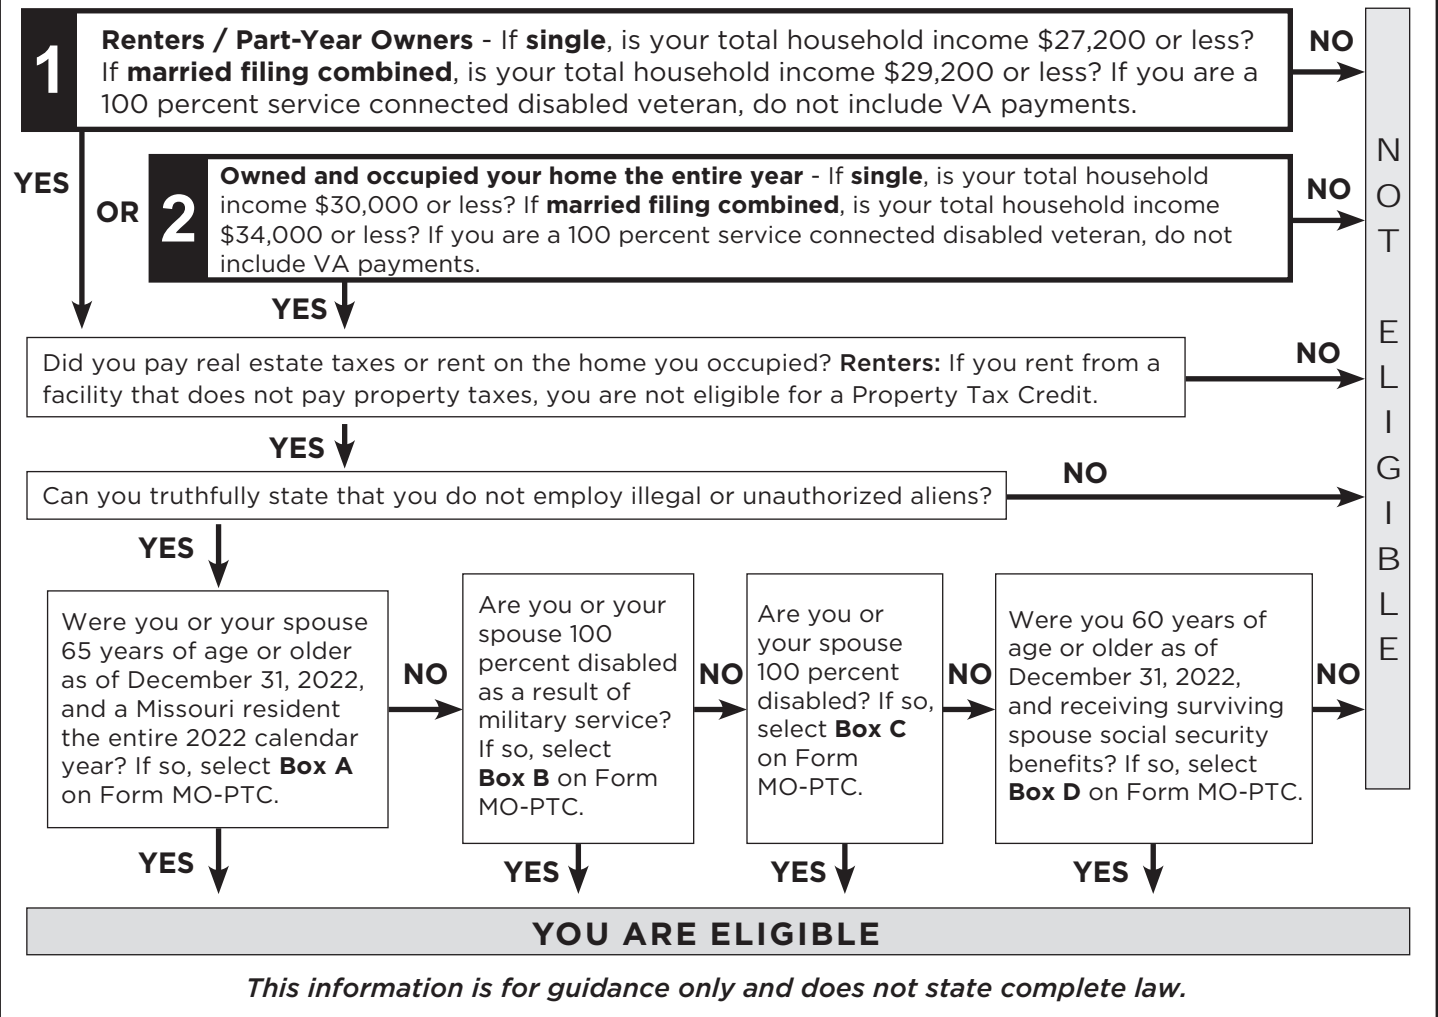 1
Renters / Part-Year Owners - If single, is your total household income $27,200 or less?
If married filing combined, is your total household income $29,200 or less? If you are a
100 percent service connected disabled veteran, do not include VA payments.
NO
YES
OR
2
Owned and occupied your home the entire year - If single, is your total household
income $30,000 or less? If married filing combined, is your total household income
$34,000 or less? If you are a 100 percent service connected disabled veteran, do not
include VA payments.
NO
YES
Did you pay real estate taxes or rent on the home you occupied? Renters: If you rent from a
facility that does not pay property taxes, you are not eligible for a Property Tax Credit.
NO
YES
Can you truthfully state that you do not employ illegal or unauthorized aliens?
NO
YES
Were you or your spouse
65 years of age or older
as of December 31, 2022,
and a Missouri resident
the entire 2022 calendar
year? If so, select Box A
on Form MO-PTC.
NO
YES
Are you or your
spouse 100
percent disabled
as a result of
military service?
If so, select
Box B on Form
MO-PTC.
NO
YES
Are you or
your spouse
100 percent
disabled? If so,
select Box C
on Form
MO-PTC.
NO
YES
Were you 60 years of
age or older as of
December 31, 2022,
and receiving surviving
spouse social security
benefits? If so, select
Box D on Form MO-PTC.
NO
YES
NOT ELIGIBLE
YOU ARE ELIGIBLE
This information is for guidance only and does not state complete law.